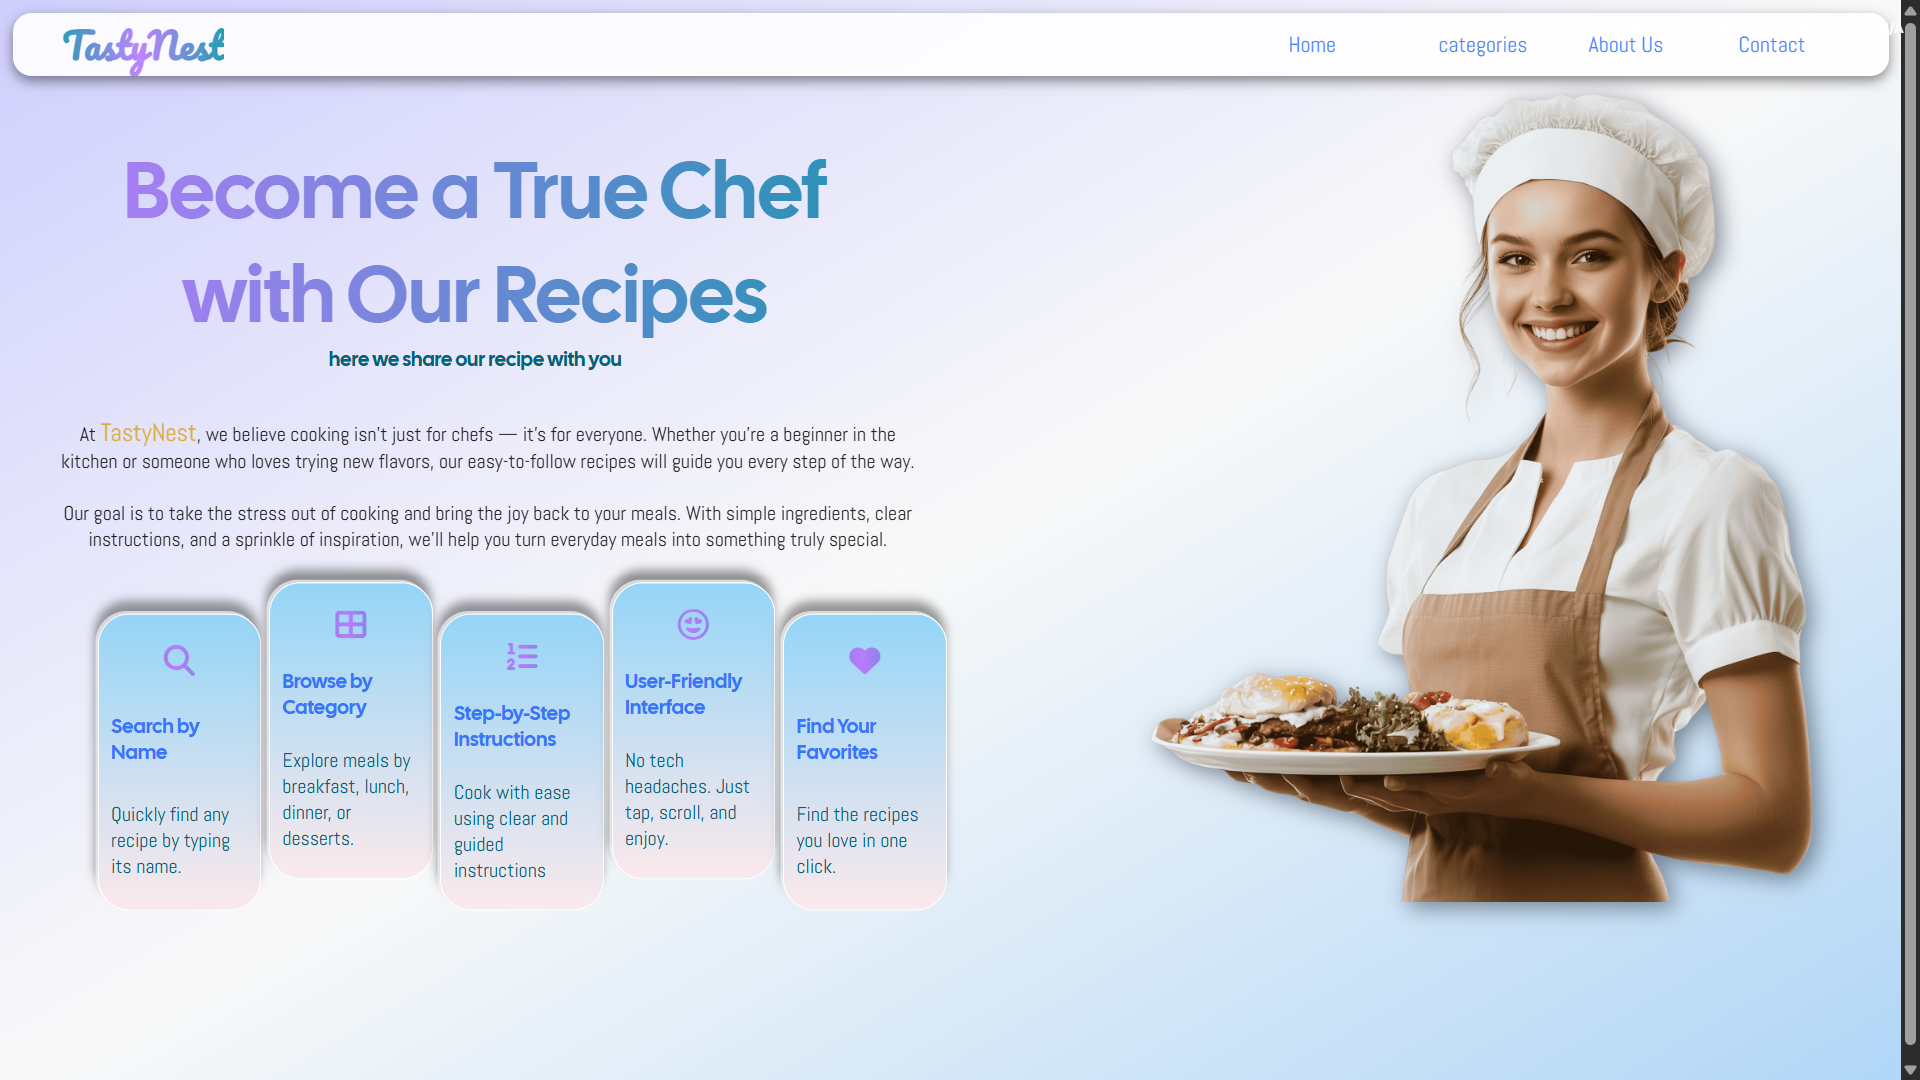 TastyNest
Home
categories
About Us
Contact
Become a True Chef
with Our Recipes
here we share our recipe with you
At TastyNest, we believe cooking isn't just for chefs — it's for everyone. Whether you're a beginner in the
kitchen or someone who loves trying new flavors, our easy-to-follow recipes will guide you every step of the way.
Our goal is to take the stress out of cooking and bring the joy back to your meals. With simple ingredients, clear
instructions, and a sprinkle of inspiration, we'll help you turn everyday meals into something truly special.
Search by
Name
Quickly find any
recipe by typing
its name.
Browse by
Category
Explore meals by
breakfast, lunch,
dinner, or
desserts.
Step-by-Step
Instructions
Cook with ease
using clear and
guided
instructions
User-Friendly
Interface
No tech
headaches. Just
tap, scroll, and
enjoy.
Find Your
Favorites
Find the recipes
you love in one
click.